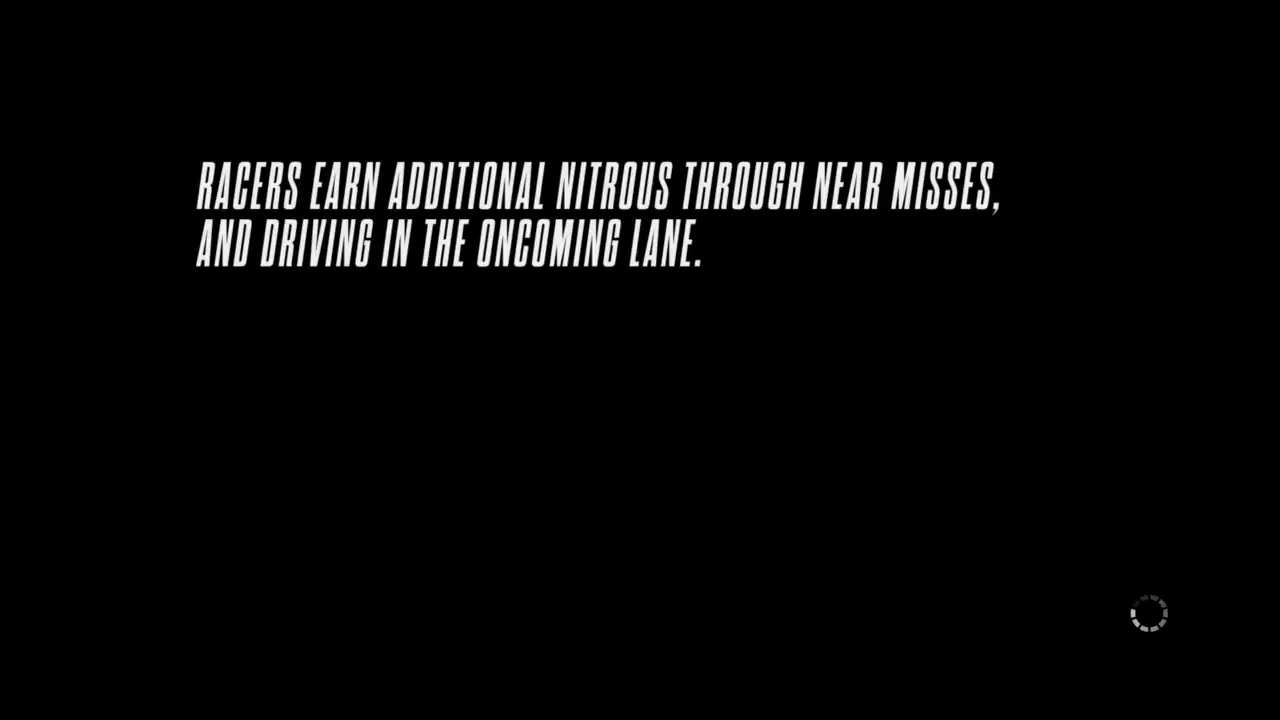 RACERS EARN ADDITIONAL NITROUS THROUGH NEAR MISSES,
AND DRIVING IN THE ONCOMING LANE.